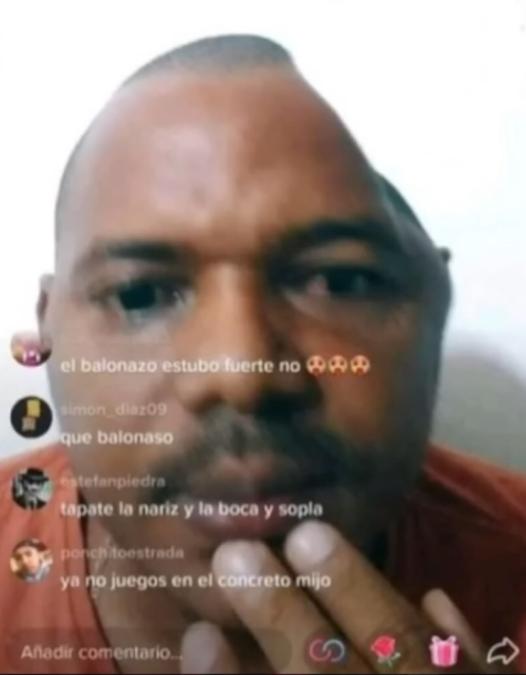 el balonazo estubo fuerte no 😍😍😍
simon_diaz09
que balonaso
estefanpiedra
tapate la nariz y la boca y sopla
ponchitoestrada
ya no juegos en el concreto mijo
Añadir comentario...